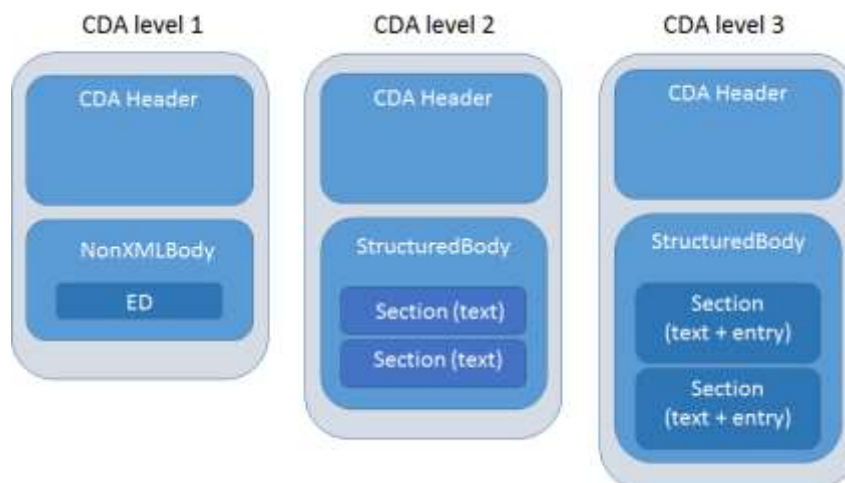 CDA level 1
CDA Header
NonXMLBody
ED
CDA level 2
CDA Header
StructuredBody
Section (text)
Section (text)
CDA level 3
CDA Header
StructuredBody
Section
(text + entry)
Section
(text + entry)